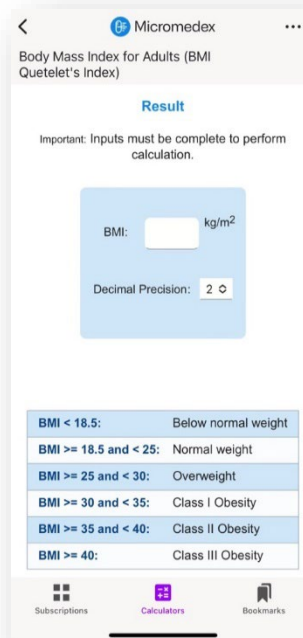 Micromedex
Body Mass Index for Adults (BMI
Quetelet's Index)
Result
Important: Inputs must be complete to perform
calculation.
BMI: kg/m2
Decimal Precision: 2
BMI < 18.5: Below normal weight
BMI >= 18.5 and < 25: Normal weight
BMI >= 25 and < 30: Overweight
BMI >= 30 and < 35: Class I Obesity
BMI >= 35 and < 40: Class II Obesity
BMI >= 40: Class III Obesity
Subscriptions Calculators Bookmarks